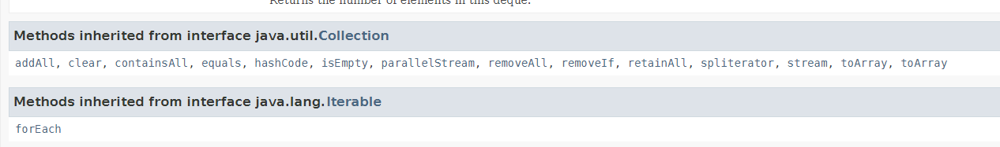 Returns the number of elements in this deque.
Methods inherited from interface java.util.Collection
addAll, clear, containsAll, equals, hashCode, isEmpty, parallelStream, removeAll, removeIf, retainAll, spliterator, stream, toArray, toArray
Methods inherited from interface java.lang.Iterable
forEach